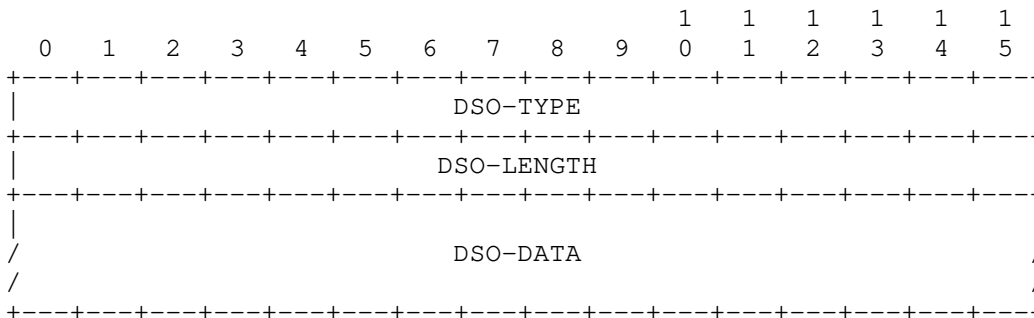 1   1   1   1   1   1
  0   1   2   3   4   5   6   7   8   9   0   1   2   3   4   5
+---+---+---+---+---+---+---+---+---+---+---+---+---+---+---+---
|                           DSO-TYPE
+---+---+---+---+---+---+---+---+---+---+---+---+---+---+---+---
|                          DSO-LENGTH
+---+---+---+---+---+---+---+---+---+---+---+---+---+---+---+---
|
/                           DSO-DATA                            /
/                                                               /
+---+---+---+---+---+---+---+---+---+---+---+---+---+---+---+---